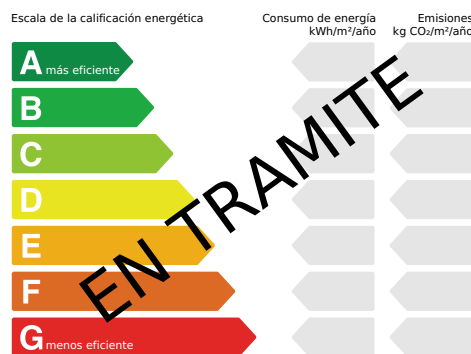 Escala de la calificación energética
Consumo de energía
kWh/m²/año
Emisiones
kg CO₂/m²/año
A más eficiente
B
C
D
E
F
G menos eficiente
EN TRAMITE